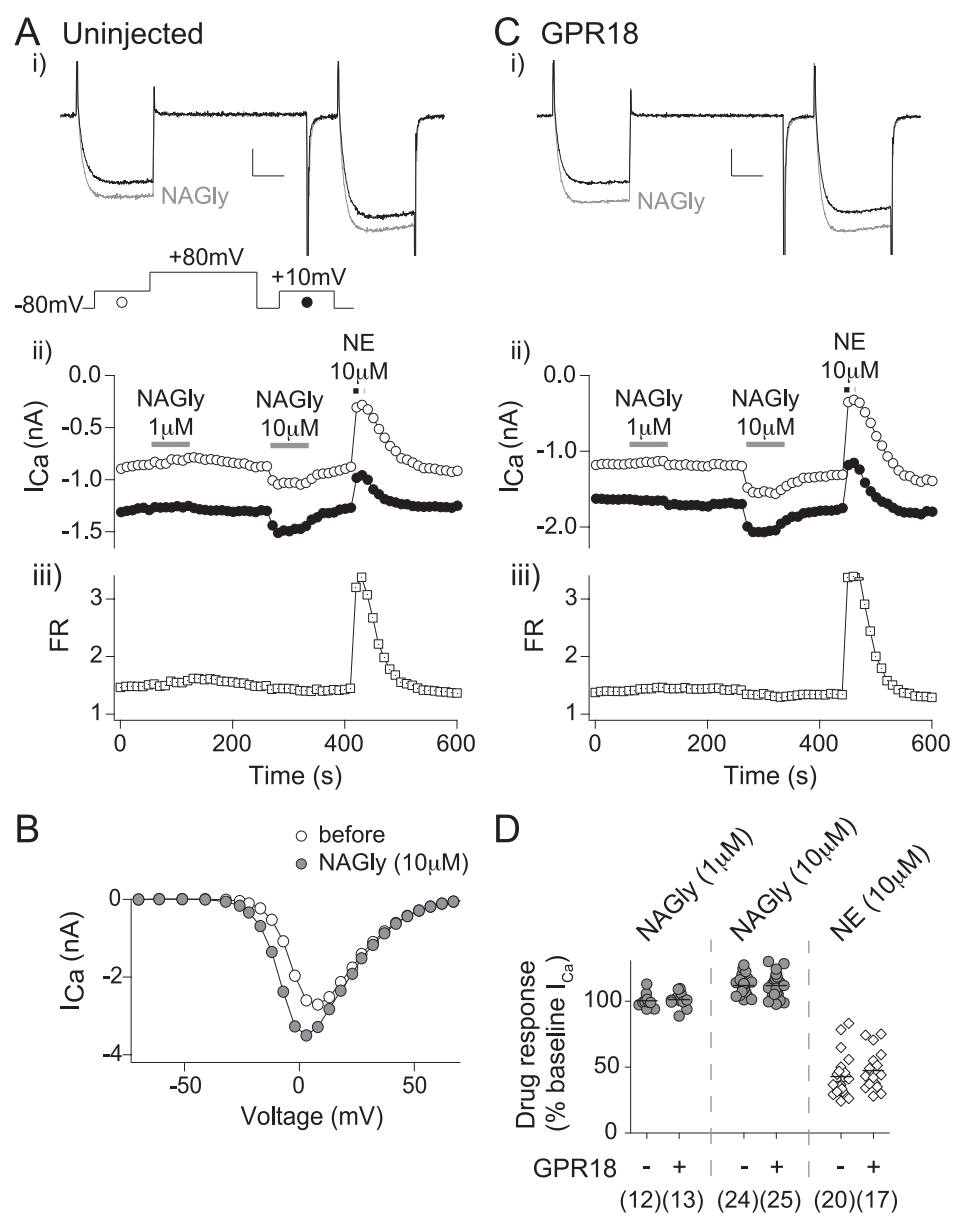 A Uninjected
i)
NAGly
+80mV
+10mV
-80mV
ii)
NE
10μM
NAGly
1μM
NAGly
10μM
0.0
-0.5
-1.0
-1.5
ICa (nA)
iii)
3
2
1
FR
0 200 400 600
Time (s)
C GPR18
i)
NAGly
ii)
NE
10μM
NAGly
1μM
NAGly
10μM
0.0
-1.0
-2.0
ICa (nA)
iii)
3
2
1
FR
0 200 400 600
Time (s)
B
before
NAGly (10μM)
0
-2
-4
ICa (nA)
-50 0 50
Voltage (mV)
D
NAGly (1μM)
NAGly (10μM)
NE (10μM)
100
50
0
Drug response
(% baseline ICa)
GPR18 - + - + - +
(12)(13) (24)(25) (20)(17)